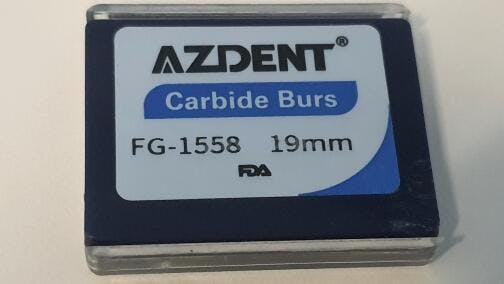 AZDENT®
Carbide Burs
FG-1558 19mm
FDA